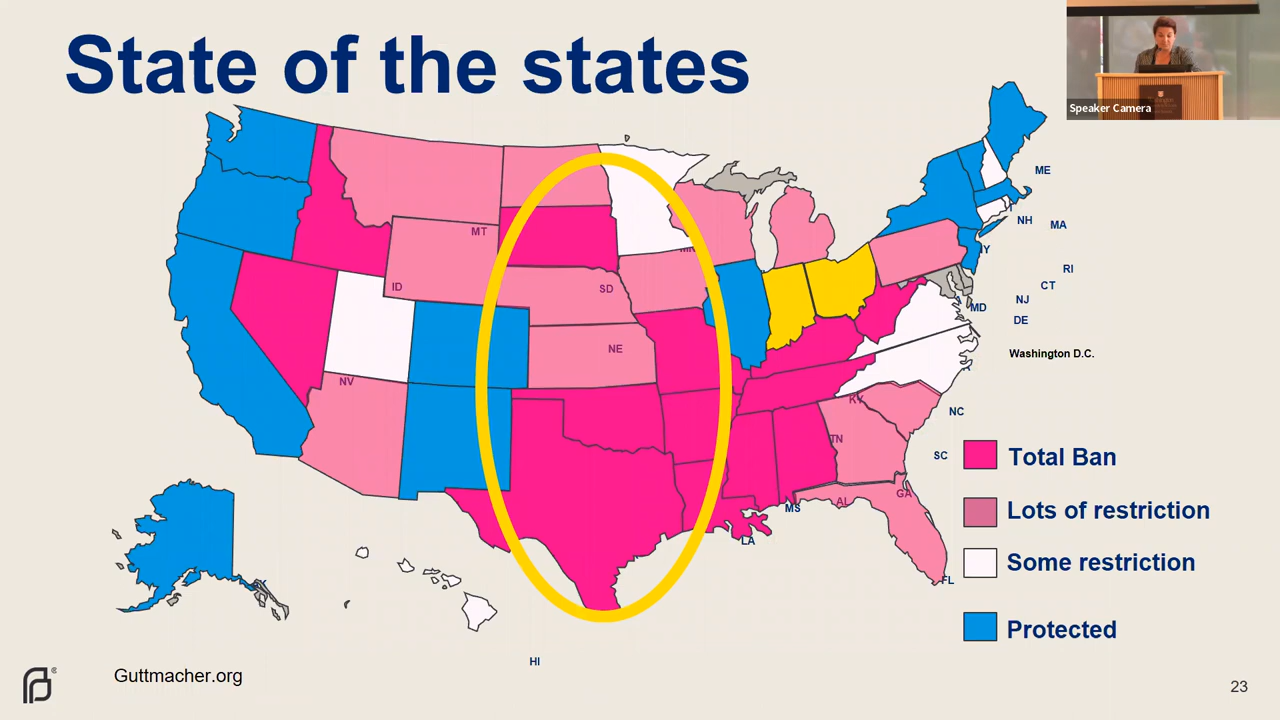 State of the states
Speaker Camera
ME
MT
NH
MA
NY
RI
ID
SD
CT
NJ
MD
DE
NE
Washington D.C.
NV
KY
NC
TN
SC
Total Ban
GA
AL
MS
Lots of restriction
LA
Some restriction
FL
Protected
HI
Guttmacher.org
23